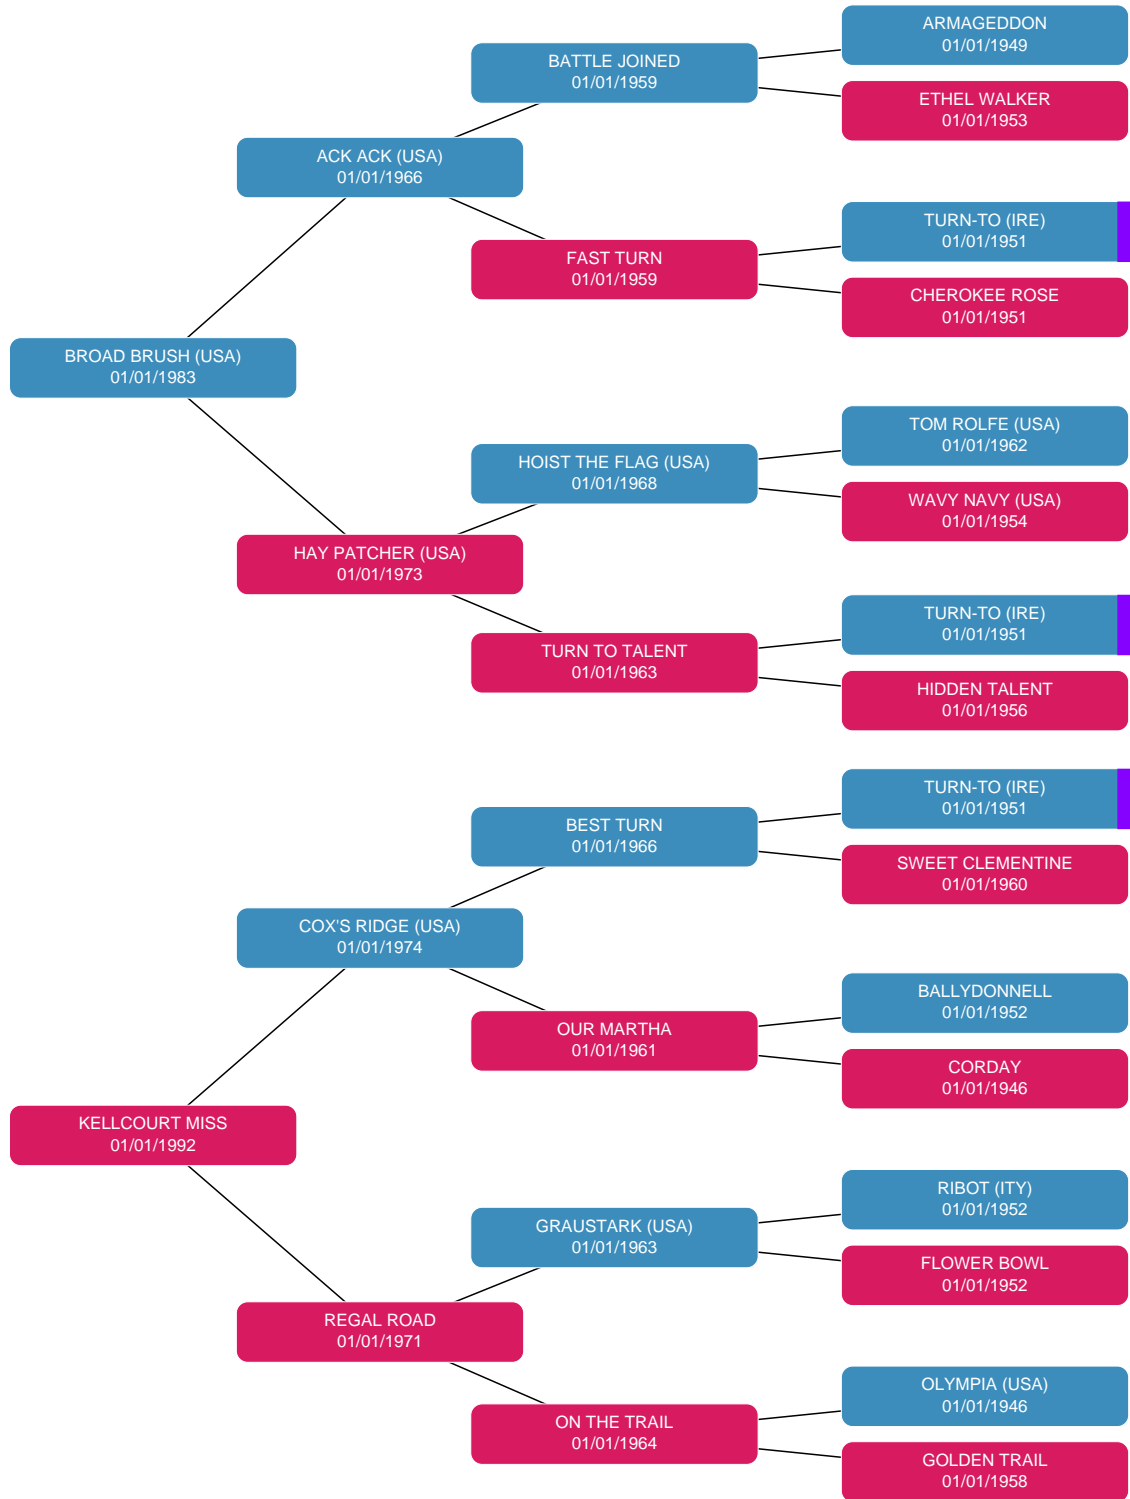 ARMAGEDDON
01/01/1949
BATTLE JOINED
01/01/1959
ETHEL WALKER
01/01/1953
ACK ACK (USA)
01/01/1966
TURN-TO (IRE)
01/01/1951
FAST TURN
01/01/1959
CHEROKEE ROSE
01/01/1951
BROAD BRUSH (USA)
01/01/1983
TOM ROLFE (USA)
01/01/1962
HOIST THE FLAG (USA)
01/01/1968
WAVY NAVY (USA)
01/01/1954
HAY PATCHER (USA)
01/01/1973
TURN-TO (IRE)
01/01/1951
TURN TO TALENT
01/01/1963
HIDDEN TALENT
01/01/1956
TURN-TO (IRE)
01/01/1951
BEST TURN
01/01/1966
SWEET CLEMENTINE
01/01/1960
COX'S RIDGE (USA)
01/01/1974
BALLYDONNELL
01/01/1952
OUR MARTHA
01/01/1961
CORDAY
01/01/1946
KELLCOURT MISS
01/01/1992
RIBOT (ITY)
01/01/1952
GRAUSTARK (USA)
01/01/1963
FLOWER BOWL
01/01/1952
REGAL ROAD
01/01/1971
OLYMPIA (USA)
01/01/1946
ON THE TRAIL
01/01/1964
GOLDEN TRAIL
01/01/1958